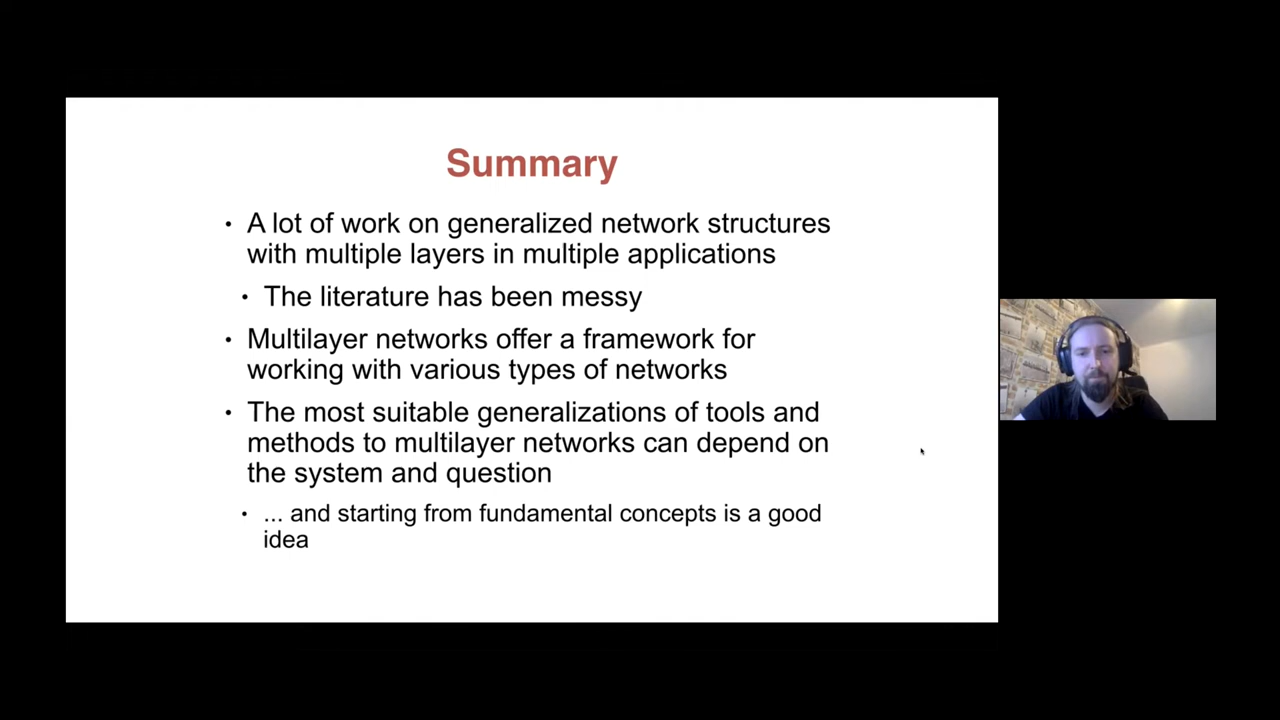 Summary
• A lot of work on generalized network structures
with multiple layers in multiple applications
• The literature has been messy
• Multilayer networks offer a framework for
working with various types of networks
• The most suitable generalizations of tools and
methods to multilayer networks can depend on
the system and question
• ... and starting from fundamental concepts is a good
idea